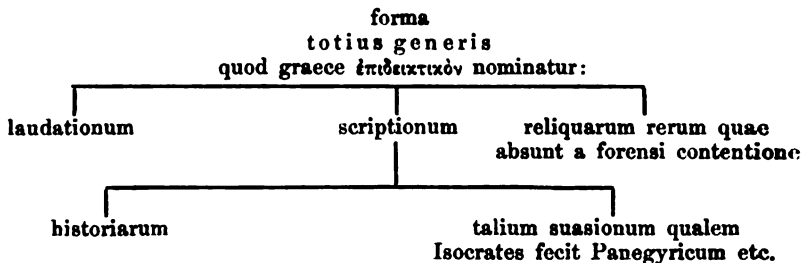 forma
totius generis
quod graece ἐπιδεικτικὸν nominatur:
laudationum scriptionum reliquarum rerum quae
absunt a forensi contentione
historiarum talium suasionum qualem
Isocrates fecit Panegyricum etc.